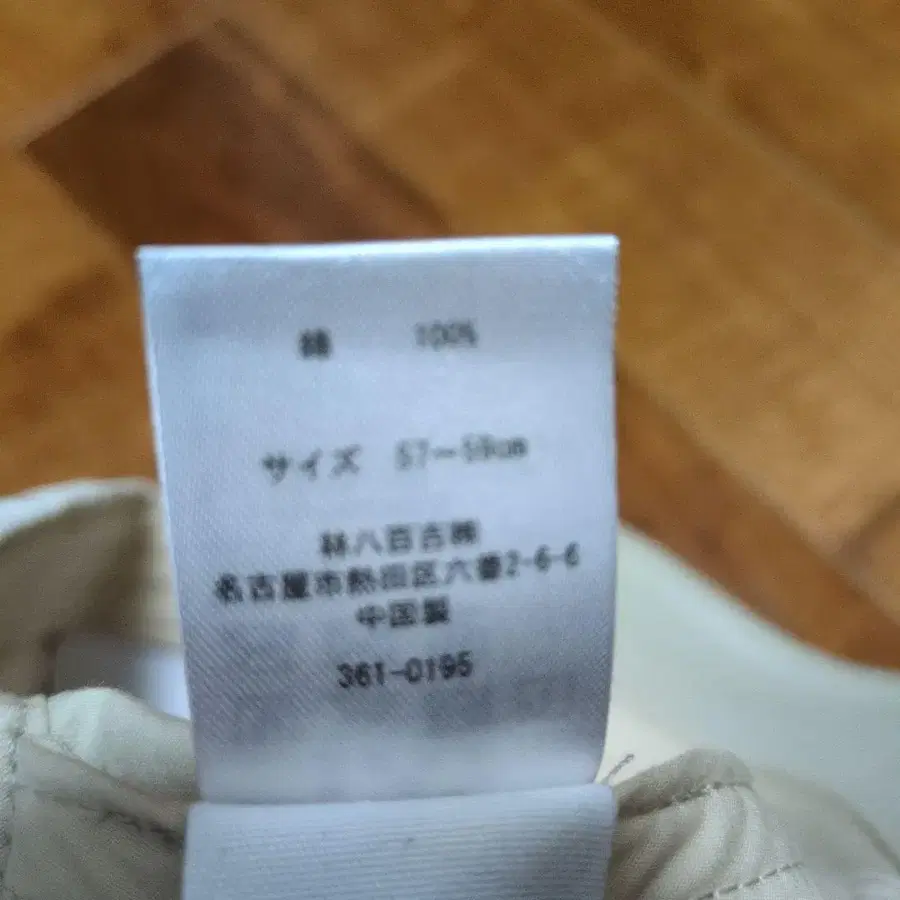 綿 100%
サイズ 57〜59cm
林八百吉㈱
名古屋市熱田区六番2-6-6
中国製
361-0195